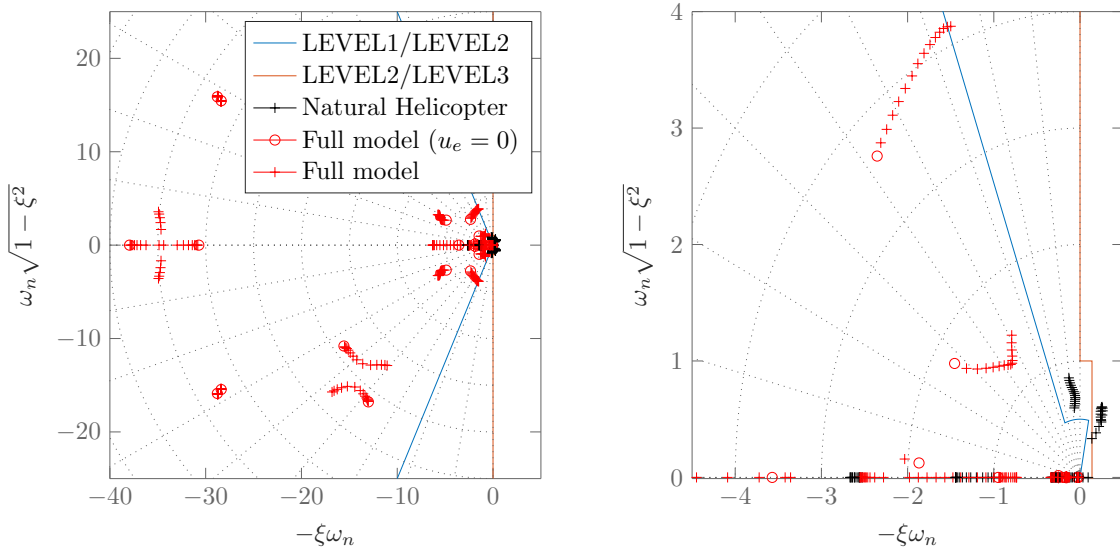 LEVEL1/LEVEL2
LEVEL2/LEVEL3
Natural Helicopter
Full model (u_e = 0)
Full model
20
10
0
−10
−20
−40
−30
−20
−10
0
−ξω_n
ω_n√1 − ξ²
4
3
2
1
0
−4
−3
−2
−1
0
−ξω_n
ω_n√1 − ξ²